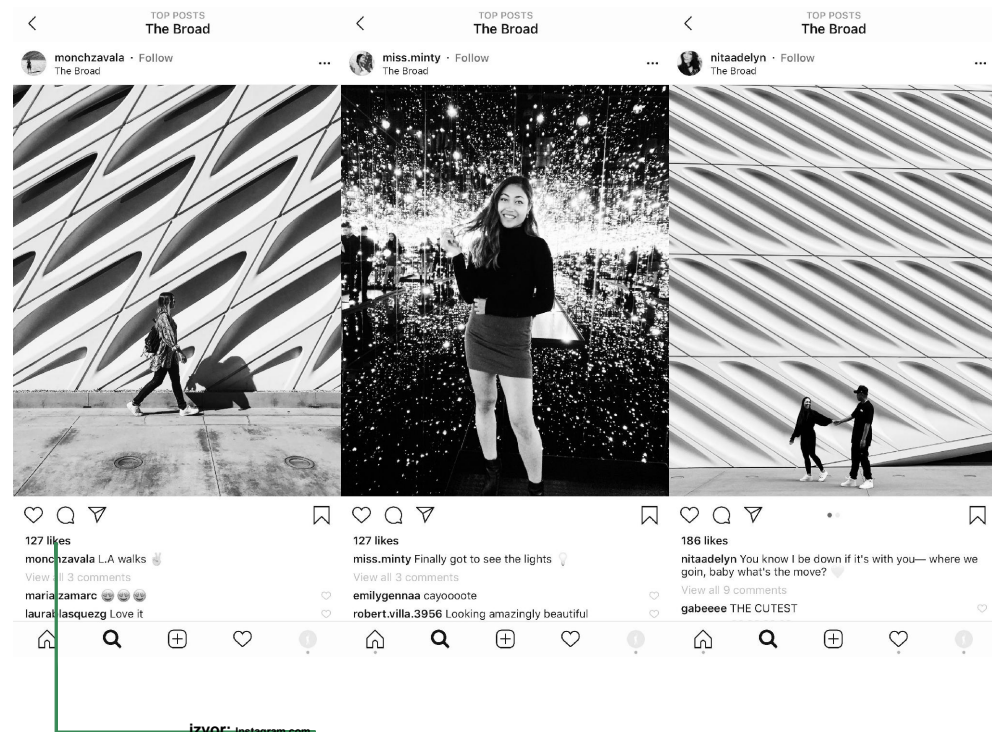 TOP POSTS
The Broad
monchzavala · Follow
The Broad
127 likes
monchzavala L.A walks
View all 3 comments
mariaizamarc
laurablasquezg Love it
TOP POSTS
The Broad
miss.minty · Follow
The Broad
127 likes
miss.minty Finally got to see the lights
View all 3 comments
emilygennaa cayoooote
robert.villa.3956 Looking amazingly beautiful
TOP POSTS
The Broad
nitaadelyn · Follow
The Broad
186 likes
nitaadelyn You know I be down if it's with you— where we
goin, baby what's the move?
View all 9 comments
gabeeee THE CUTEST
izvor: Instagram.com